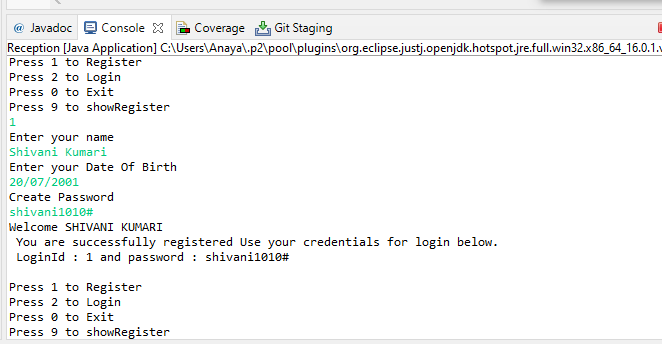 @ Javadoc Console Coverage Git Staging
Reception [Java Application] C:\Users\Anaya\.p2\pool\plugins\org.eclipse.justj.openjdk.hotspot.jre.full.win32.x86_64_16.0.1.v
Press 1 to Register
Press 2 to Login
Press 0 to Exit
Press 9 to showRegister
1
Enter your name
Shivani Kumari
Enter your Date Of Birth
20/07/2001
Create Password
shivani1010#
Welcome SHIVANI KUMARI
You are successfully registered Use your credentials for login below.
LoginId : 1 and password : shivani1010#
Press 1 to Register
Press 2 to Login
Press 0 to Exit
Press 9 to showRegister